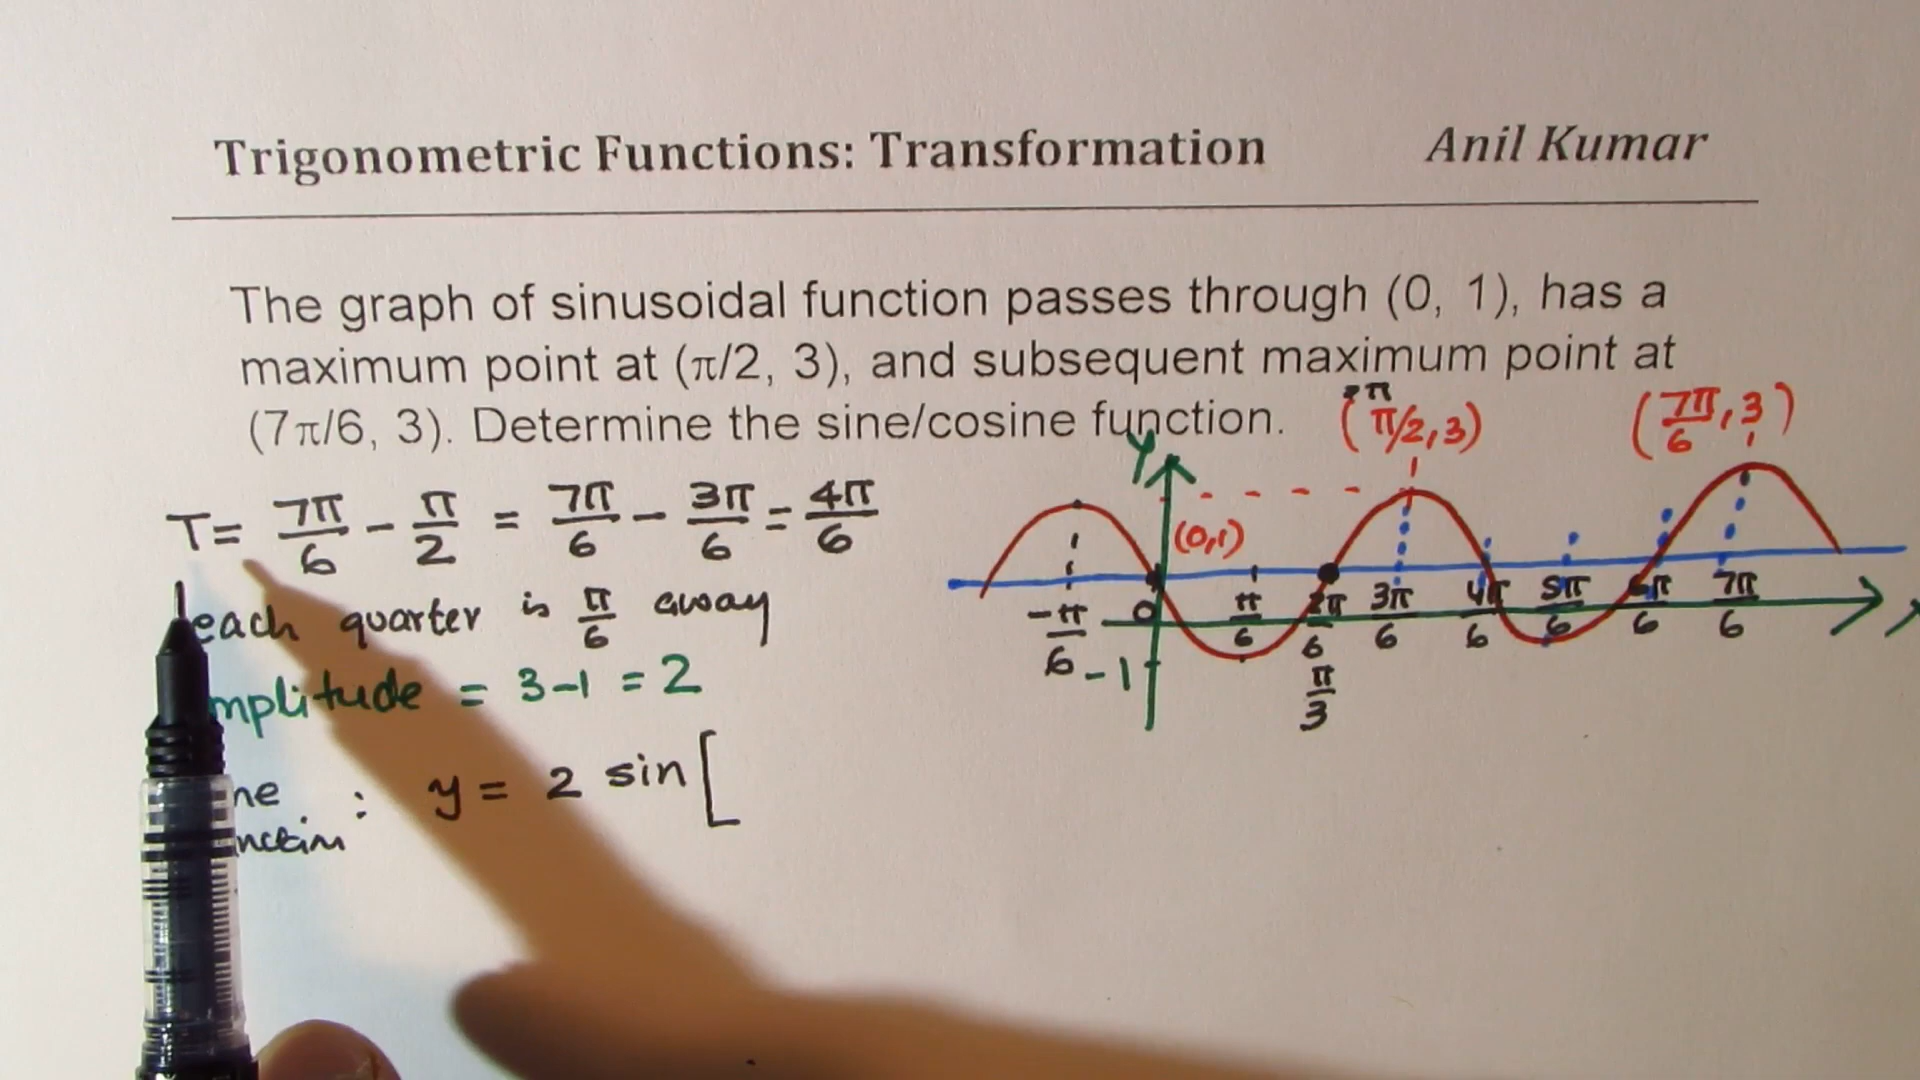 Trigonometric Functions: Transformation Anil Kumar
The graph of sinusoidal function passes through (0, 1), has a
maximum point at (π/2, 3), and subsequent maximum point at
(7π/6, 3). Determine the sine/cosine function.
(π/2, 3) (7π/6, 3)
T = 7π/6 - π/2 = 7π/6 - 3π/6 = 4π/6
each quarter is π/6 away
mplitude = 3-1 = 2
ne : y = 2 sin [
nction
y
(0,1)
-π/6 0 π/6 2π/6 3π/6 4π/6 5π/6 6π/6 7π/6
-1
π/3